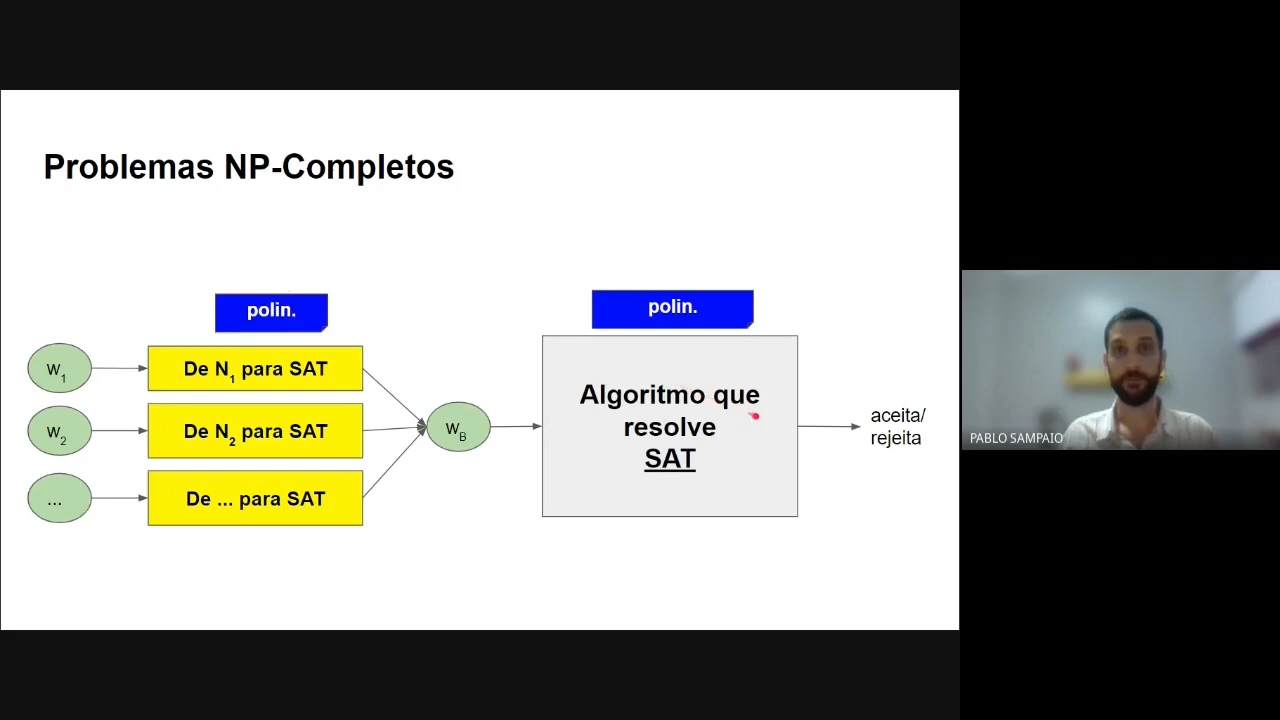 Problemas NP-Completos
polin.
polin.
w1
De N1 para SAT
w2
De N2 para SAT
...
De ... para SAT
wB
Algoritmo que
resolve
SAT
aceita/
rejeita
PABLO SAMPAIO